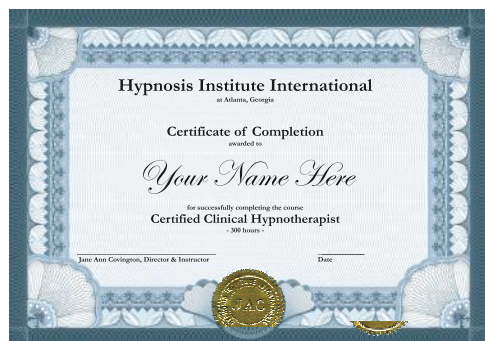 Hypnosis Institute International
at Atlanta, Georgia
Certificate of Completion
awarded to
Your Name Here
for successfully completing the course
Certified Clinical Hypnotherapist
- 300 hours -
Jane Ann Covington, Director & Instructor
Date
JAC